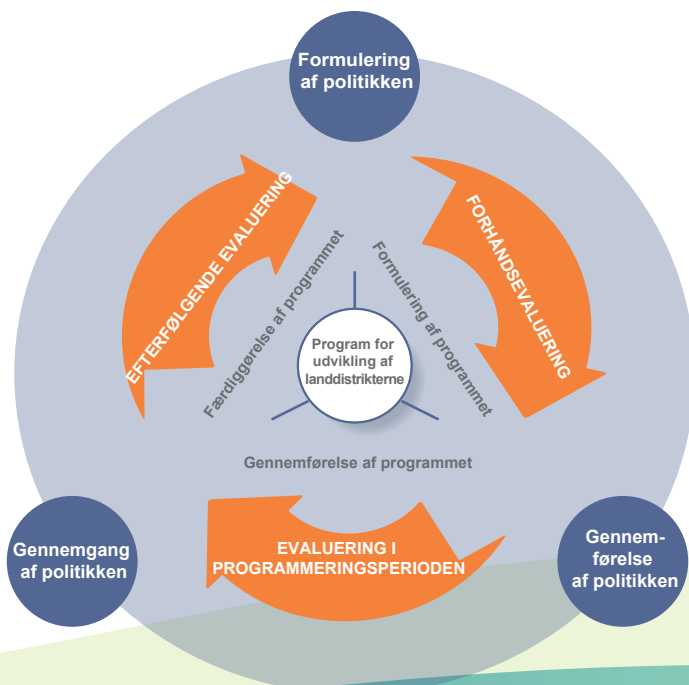 Formulering
af politikken
EFTERFØLGENDE EVALUERING
FORHÅNDSEVALUERING
Færdiggørelse af programmet
Formulering af programmet
Program for
udvikling af
landdistrikterne
Gennemførelse af programmet
Gennemgang
af politikken
EVALUERING I
PROGRAMMERINGSPERIODEN
Gennem-
førelse
af politikken